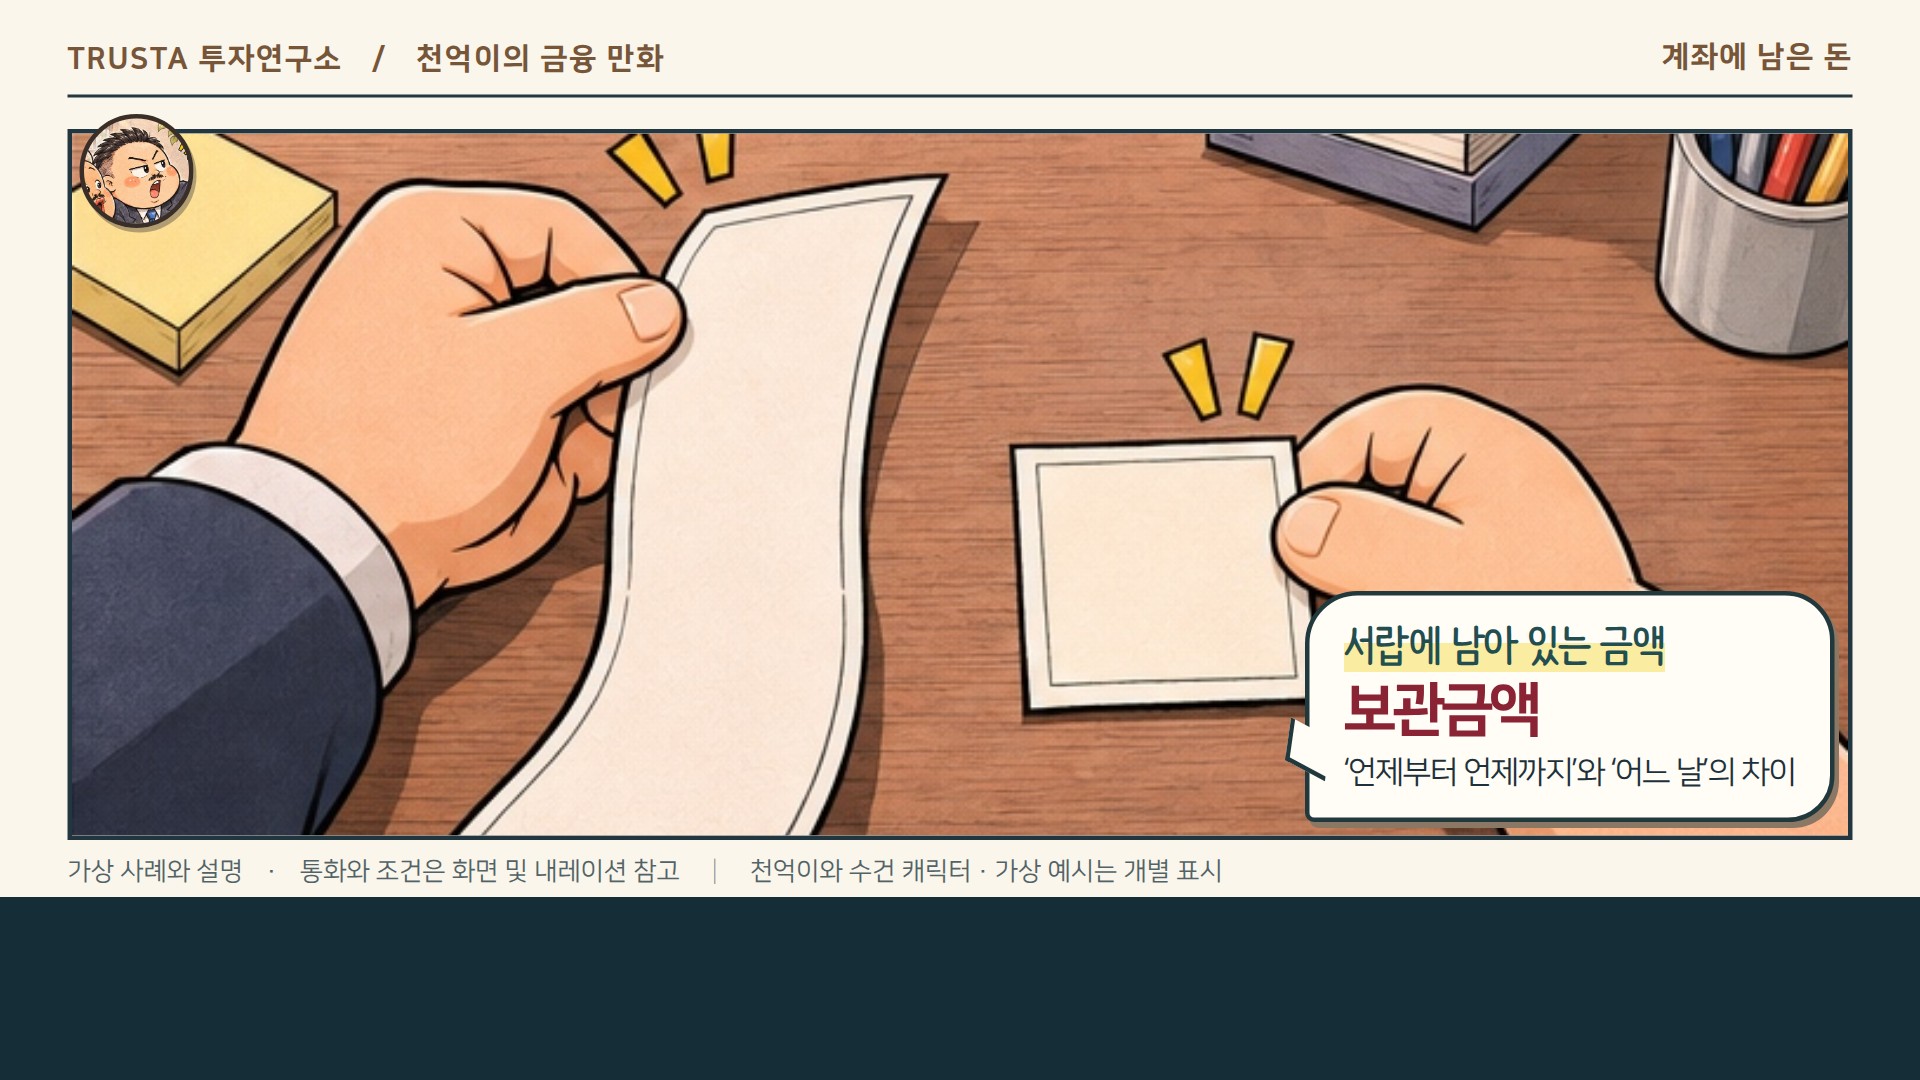 TRUSTA 투자연구소 / 천억이의 금융 만화
계좌에 남은 돈
서랍에 남아 있는 금액
보관금액
‘언제부터 언제까지’와 ‘어느 날’의 차이
가상 사례와 설명 · 통화와 조건은 화면 및 내레이션 참고 | 천억이와 수건 캐릭터 · 가상 예시는 개별 표시